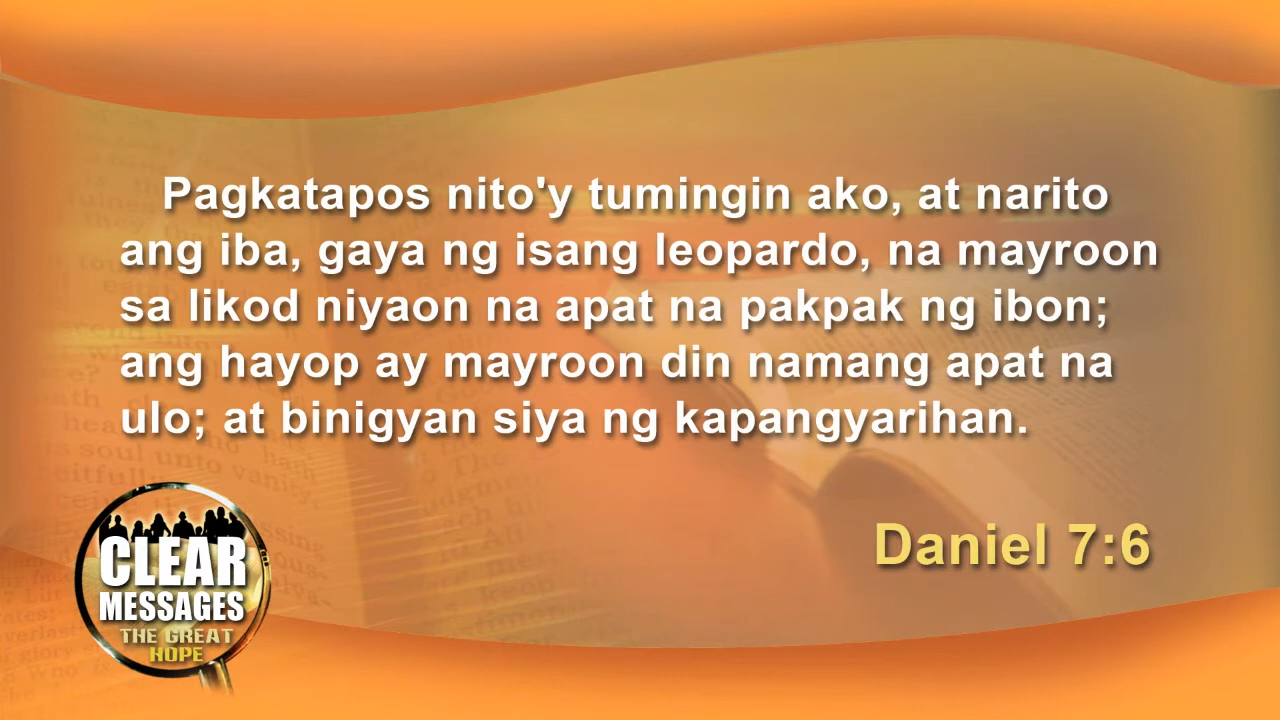 Pagkatapos nito'y tumingin ako, at narito
ang iba, gaya ng isang leopardo, na mayroon
sa likod niyaon na apat na pakpak ng ibon;
ang hayop ay mayroon din namang apat na
ulo; at binigyan siya ng kapangyarihan.
Daniel 7:6
CLEAR
MESSAGES
THE GREAT
HOPE